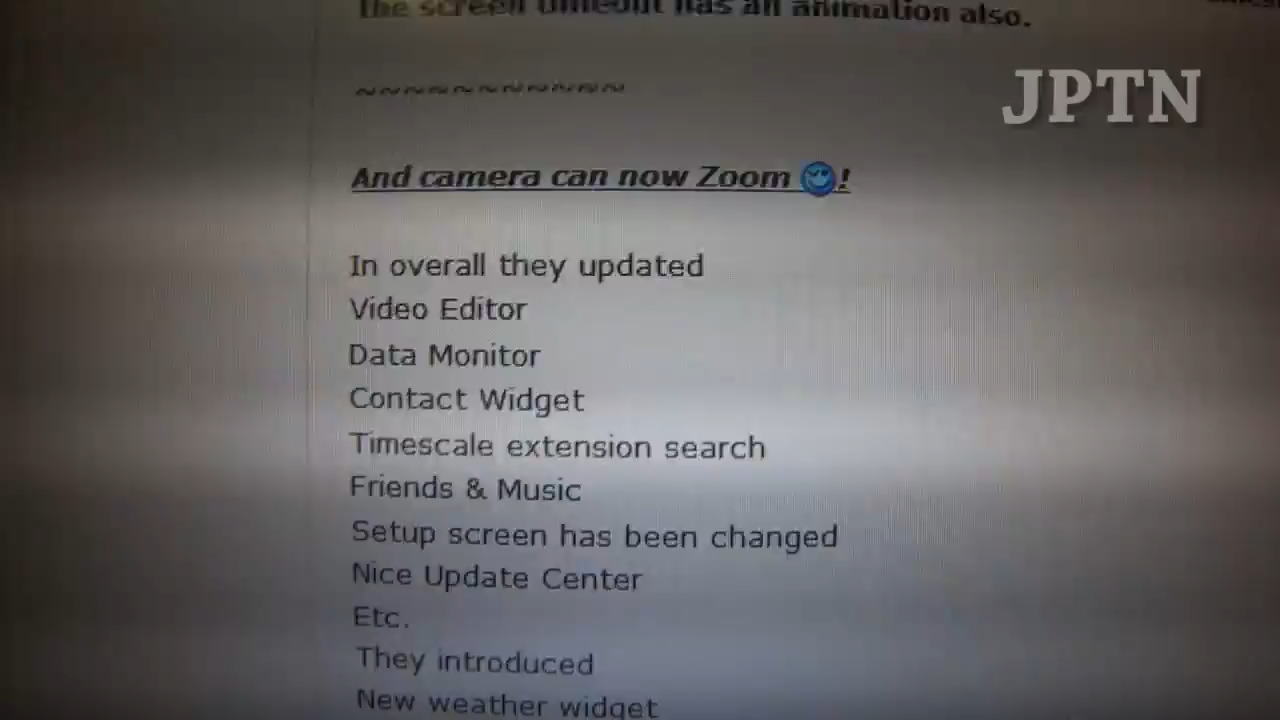 the screen timeout has an animation also.
JPTN
~~~~~~~~~~~
And camera can now Zoom !
In overall they updated
Video Editor
Data Monitor
Contact Widget
Timescale extension search
Friends & Music
Setup screen has been changed
Nice Update Center
Etc.
They introduced
New weather widget